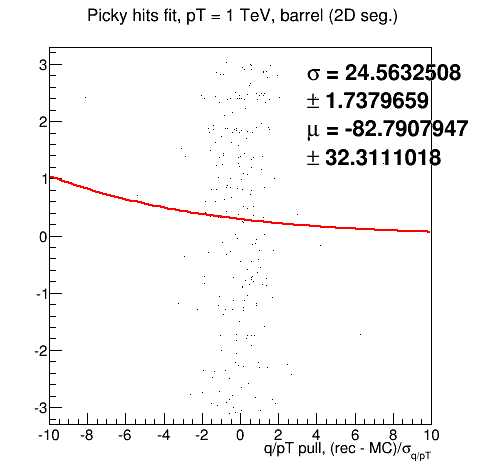 Picky hits fit, pT = 1 TeV, barrel (2D seg.)
σ = 24.5632508
± 1.7379659
μ = -82.7907947
± 32.3111018
3
2
1
0
-1
-2
-3
-10 -8 -6 -4 -2 0 2 4 6 8 10
q/pT pull, (rec - MC)/σq/pT